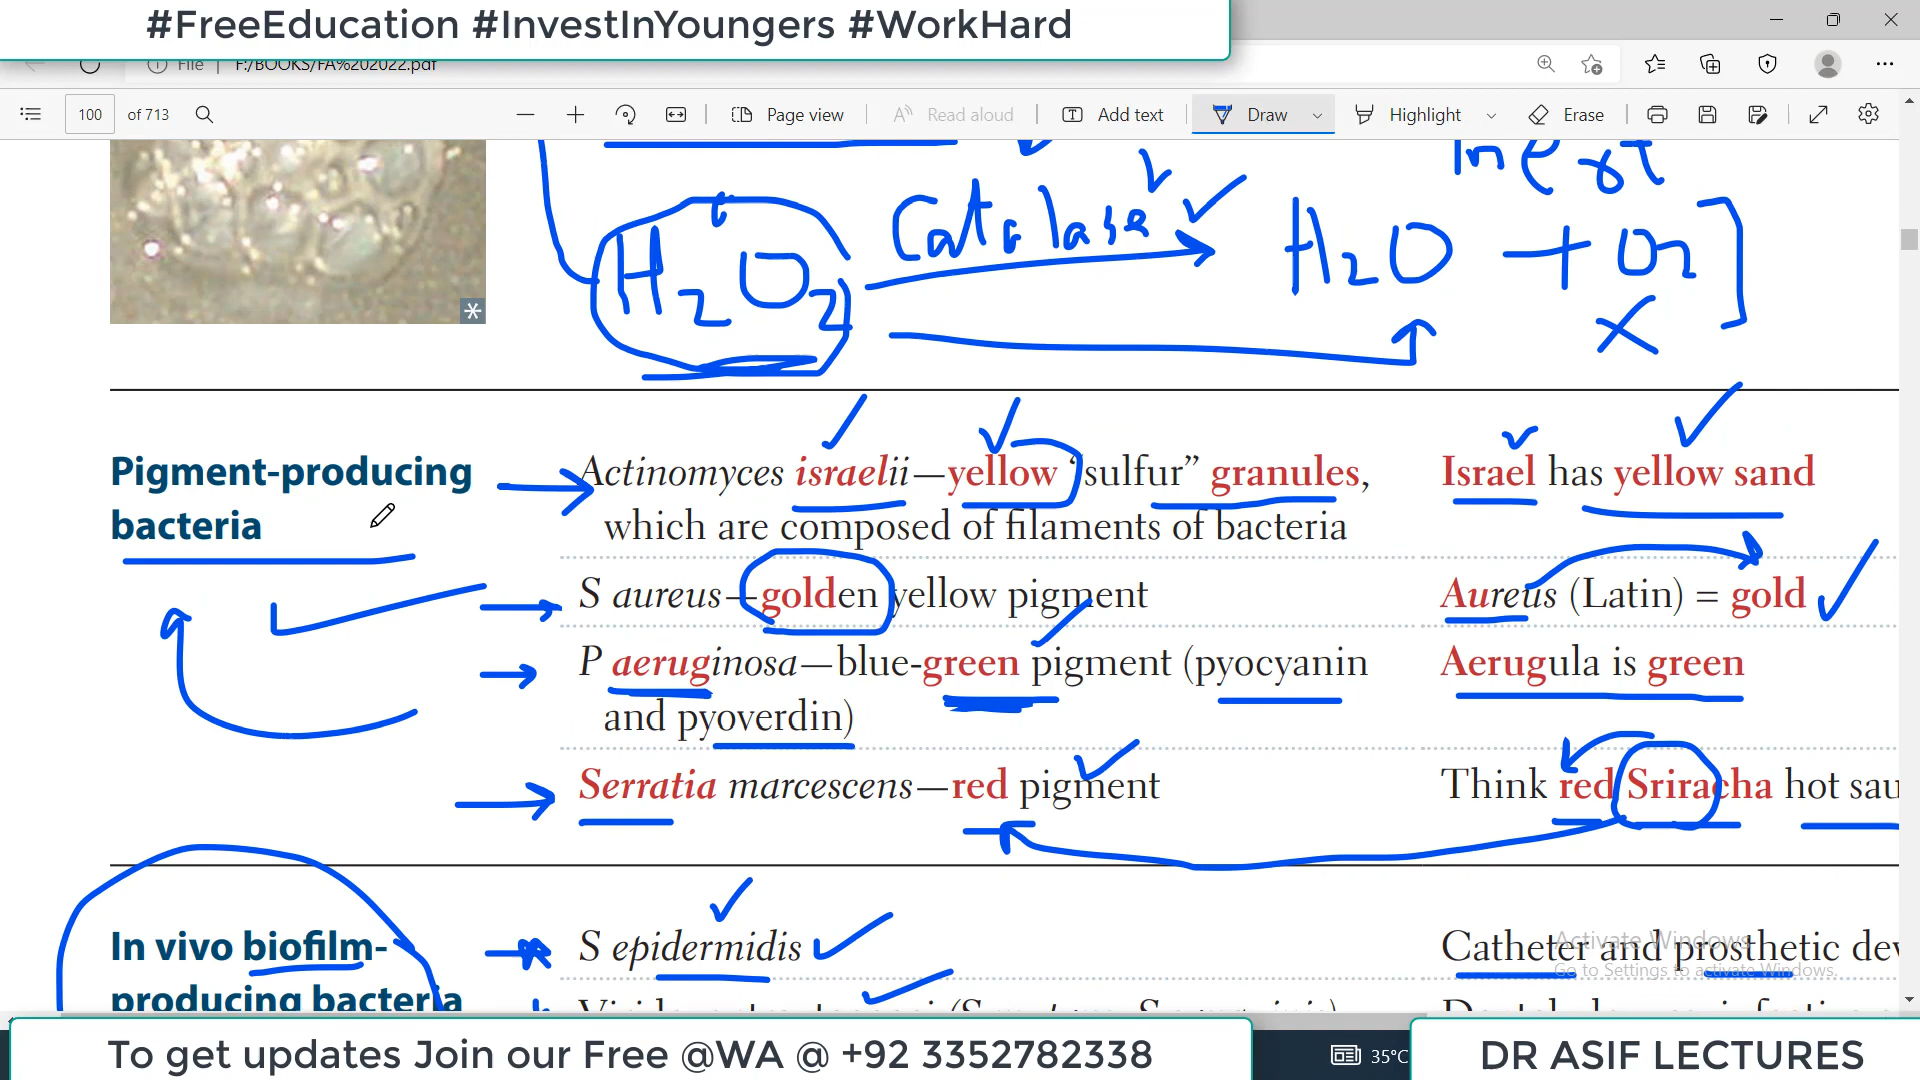 #FreeEducation #InvestInYoungers #WorkHard
File | F:/BOOKS/FA%202022.pdf
100 of 713 Page view Read aloud Add text Draw Highlight Erase
Inert
Catalase
H2O2 H2O + O2
Pigment-producing bacteria
Actinomyces israelii—yellow “sulfur” granules, which are composed of filaments of bacteria
Israel has yellow sand
S aureus—golden yellow pigment
Aureus (Latin) = gold
P aeruginosa—blue-green pigment (pyocyanin and pyoverdin)
Aerugula is green
Serratia marcescens—red pigment
Think red Sriracha hot sau
In vivo biofilm-producing bacteria
S epidermidis
Catheter and prosthetic dev
Activate Windows
Go to Settings to activate Windows.
To get updates Join our Free @WA @ +92 3352782338
35°C
DR ASIF LECTURES